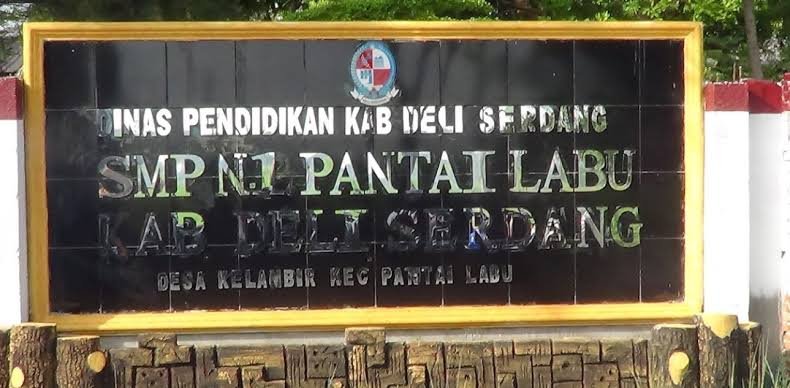 DINAS PENDIDIKAN KAB DELI SERDANG
SMP N.1 PANTAI LABU
KAB DELI SERDANG
DESA KELAMBIR KEC PANTAI LABU